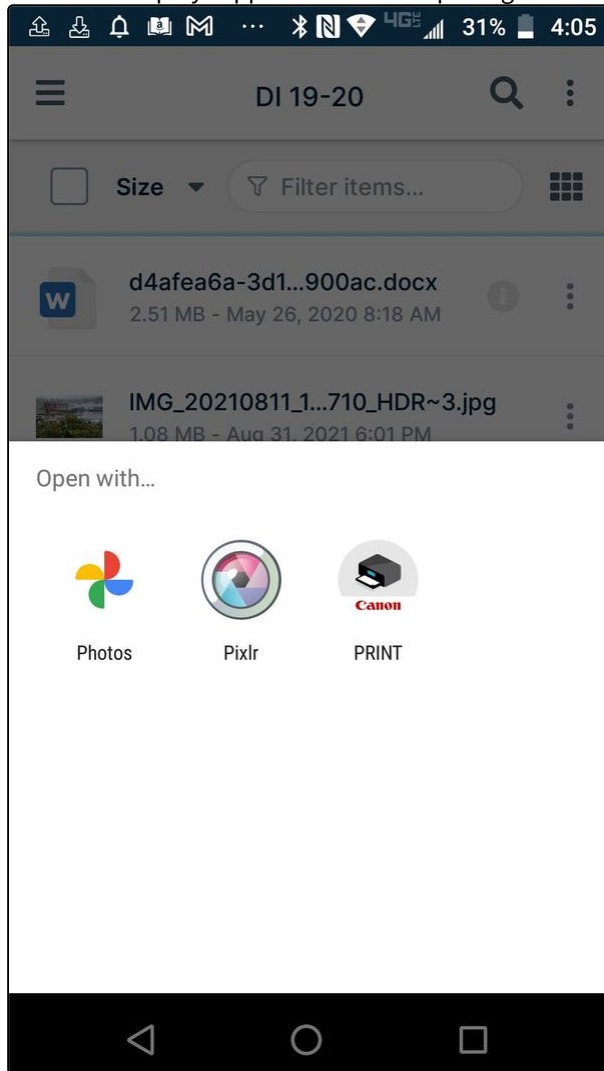 31% 4:05
DI 19-20
Size Filter items...
W d4afea6a-3d1...900ac.docx
2.51 MB - May 26, 2020 8:18 AM
IMG_20210811_1...710_HDR~3.jpg
1.08 MB - Aug 31, 2021 6:01 PM
Open with...
Canon
Photos Pixlr PRINT